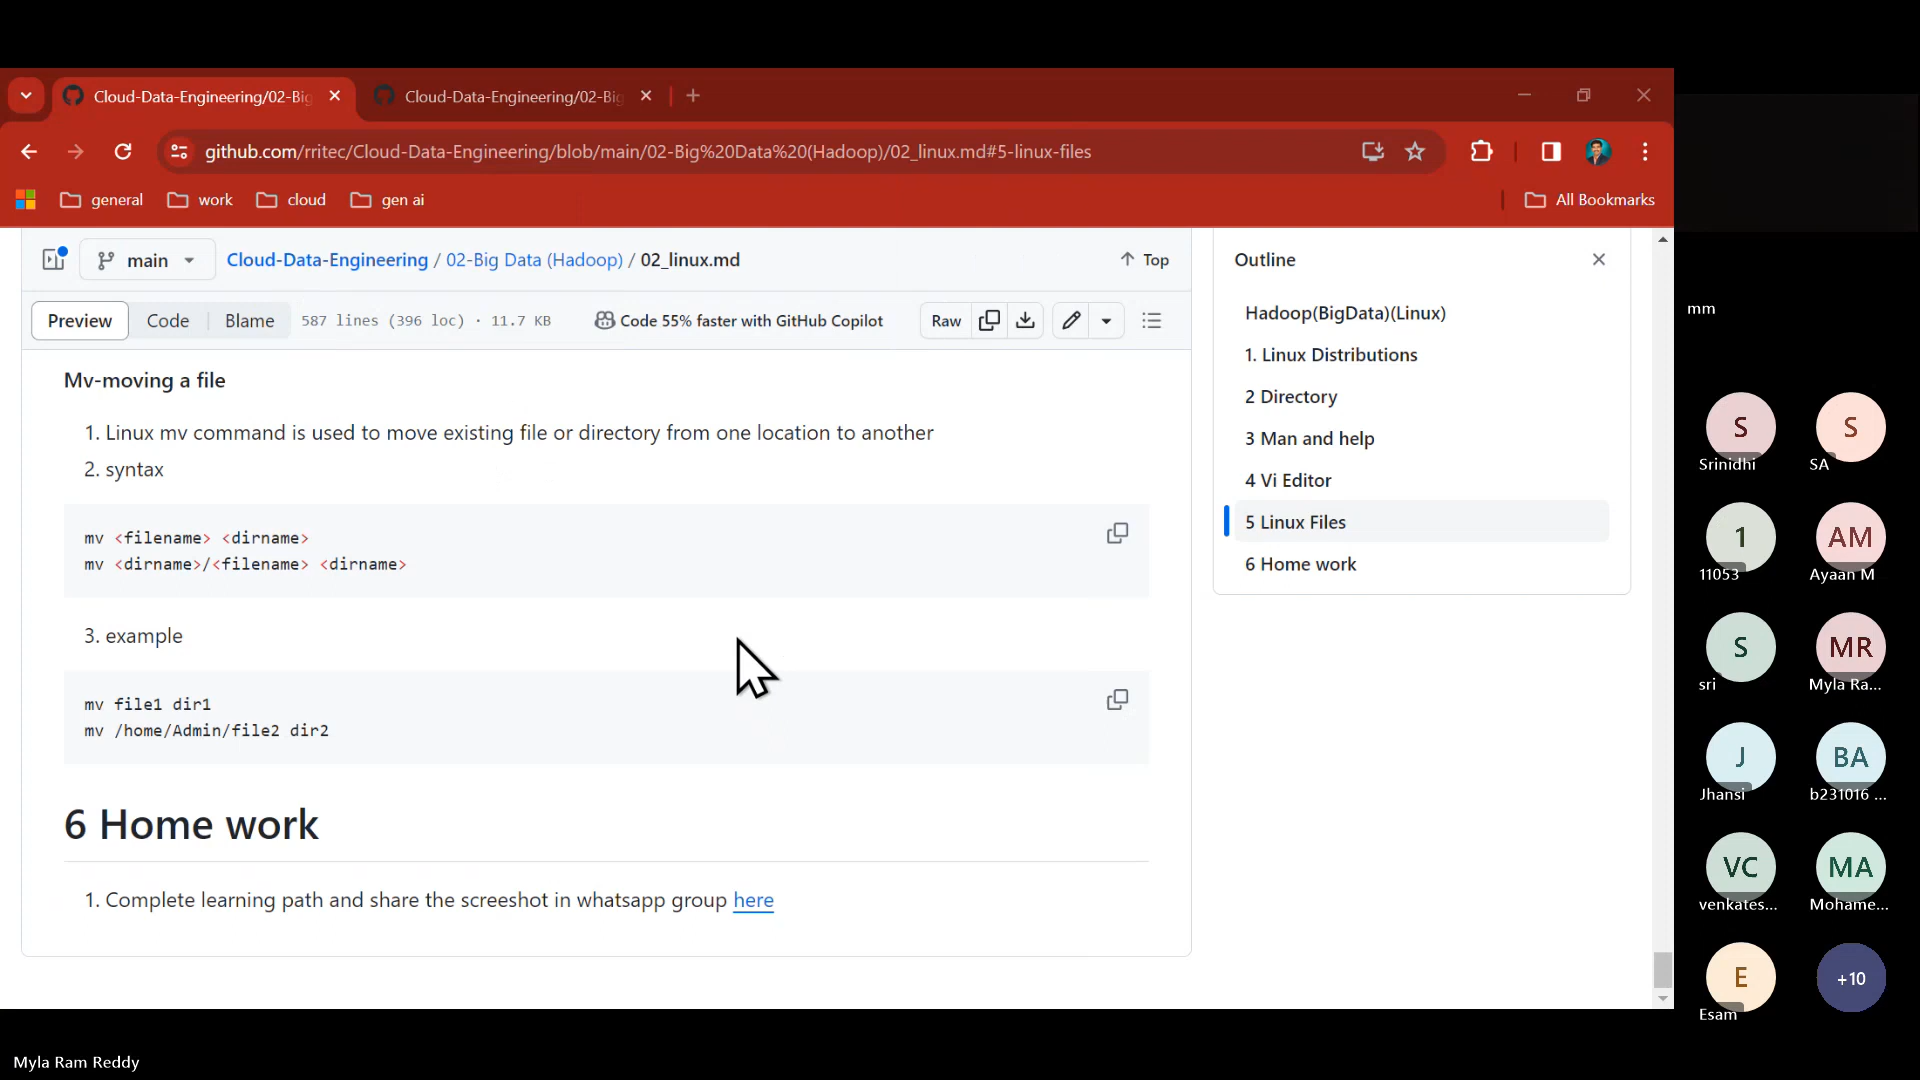 Cloud-Data-Engineering/02-Big
Cloud-Data-Engineering/02-Big
github.com/rritec/Cloud-Data-Engineering/blob/main/02-Big%20Data%20(Hadoop)/02_linux.md#5-linux-files
general
work
cloud
gen ai
All Bookmarks
main
Cloud-Data-Engineering / 02-Big Data (Hadoop) / 02_linux.md
Top
Preview
Code
Blame
587 lines (396 loc) · 11.7 KB
Code 55% faster with GitHub Copilot
Raw
Mv-moving a file
1. Linux mv command is used to move existing file or directory from one location to another
2. syntax
mv <filename> <dirname>
mv <dirname>/<filename> <dirname>
3. example
mv file1 dir1
mv /home/Admin/file2 dir2
6 Home work
1. Complete learning path and share the screeshot in whatsapp group here
Outline
Hadoop(BigData)(Linux)
1. Linux Distributions
2 Directory
3 Man and help
4 Vi Editor
5 Linux Files
6 Home work
mm
S
Srinidhi
S
SA
1
11053
AM
Ayaan M
S
sri
MR
Myla Ra...
J
Jhansi
BA
b231016 ...
VC
venkates...
MA
Mohame...
E
Esam
+10
Myla Ram Reddy